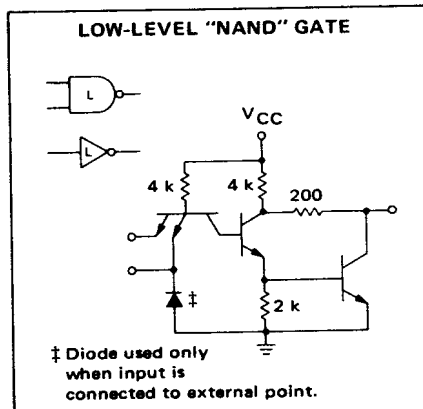 LOW-LEVEL “NAND” GATE
L
L
VCC
4 k
4 k
200
2 k
‡
‡ Diode used only
when input is
connected to external point.